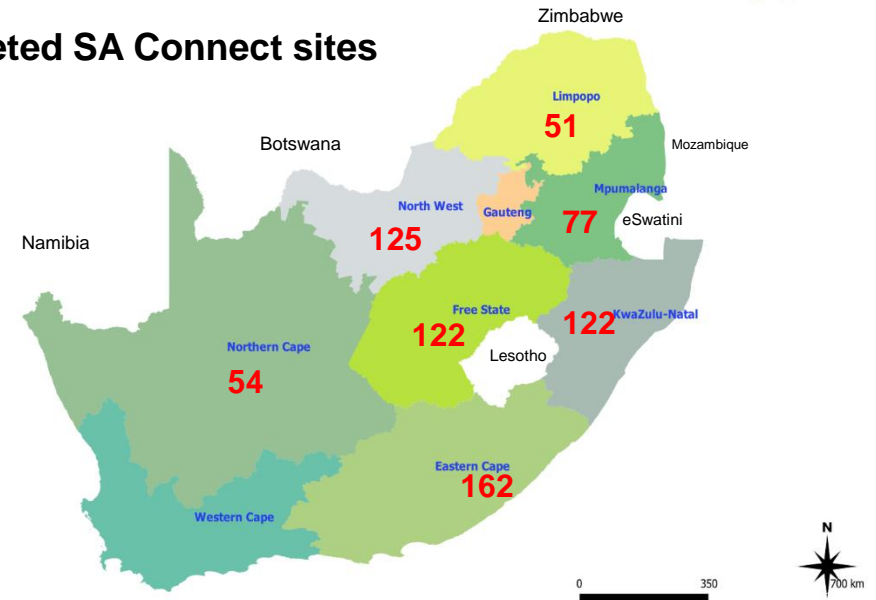 Zimbabwe
SA Connect sites
Limpopo
51
Botswana
Mozambique
Mpumalanga
North West
Gauteng
77
eSwatini
125
Namibia
Free State
KwaZulu-Natal
122
122
Northern Cape
Lesotho
54
Eastern Cape
162
Western Cape
N
0
350
700 km